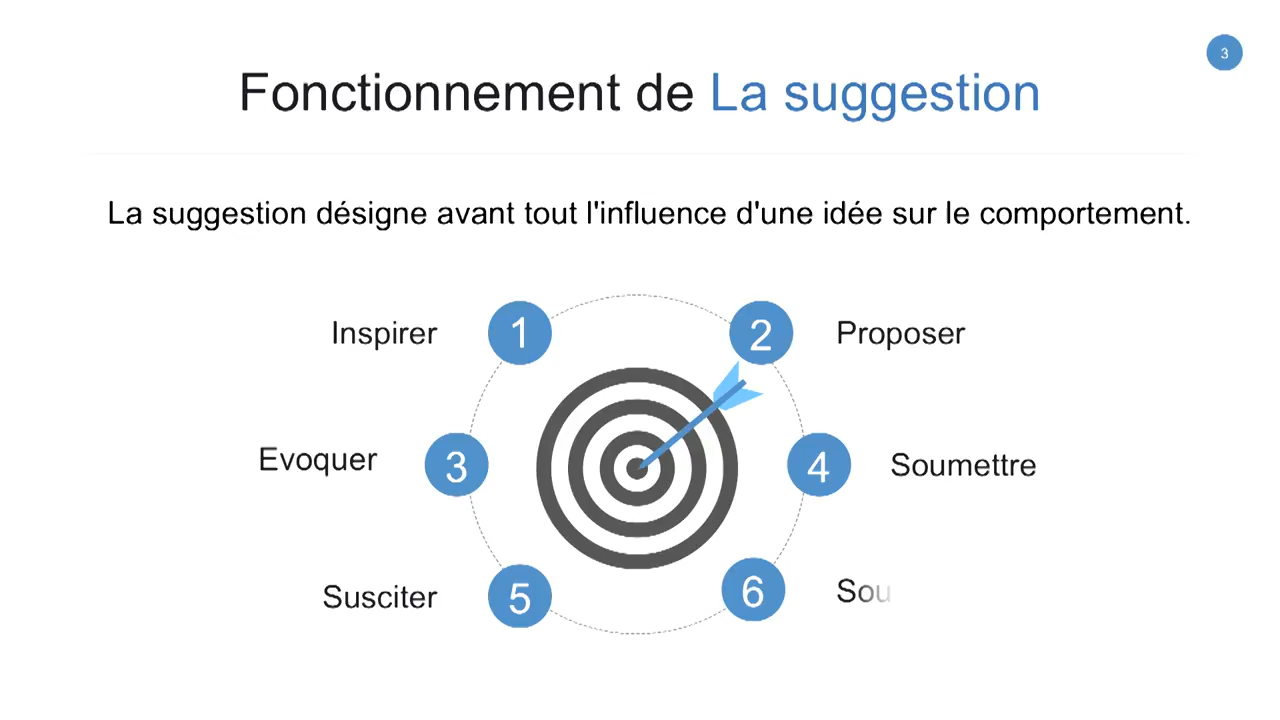 3
Fonctionnement de La suggestion
La suggestion désigne avant tout l'influence d'une idée sur le comportement.
Inspirer 1
2 Proposer
Evoquer 3
4 Soumettre
Susciter 5
6 Sou